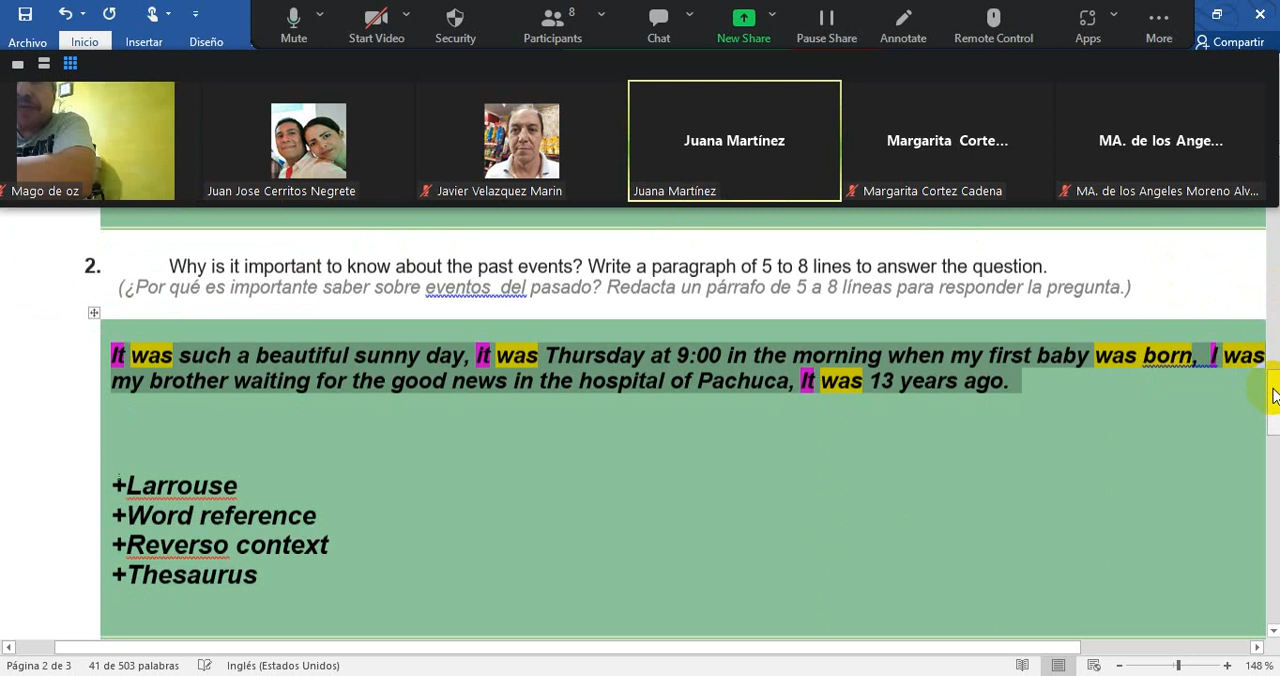 Archivo Inicio Insertar Diseño
Mute Start Video Security Participants 8 Chat New Share Pause Share Annotate Remote Control Apps More
Compartir
Juana Martínez Margarita Corte... MA. de los Ange...
Mago de oz Juan Jose Cerritos Negrete Javier Velazquez Marin Juana Martínez Margarita Cortez Cadena MA. de los Angeles Moreno Alv...
2. Why is it important to know about the past events? Write a paragraph of 5 to 8 lines to answer the question.
(¿Por qué es importante saber sobre eventos del pasado? Redacta un párrafo de 5 a 8 líneas para responder la pregunta.)
It was such a beautiful sunny day, it was Thursday at 9:00 in the morning when my first baby was born, I was
my brother waiting for the good news in the hospital of Pachuca, It was 13 years ago.
+Larrouse
+Word reference
+Reverso context
+Thesaurus
Página 2 de 3 41 de 503 palabras Inglés (Estados Unidos) 148 %